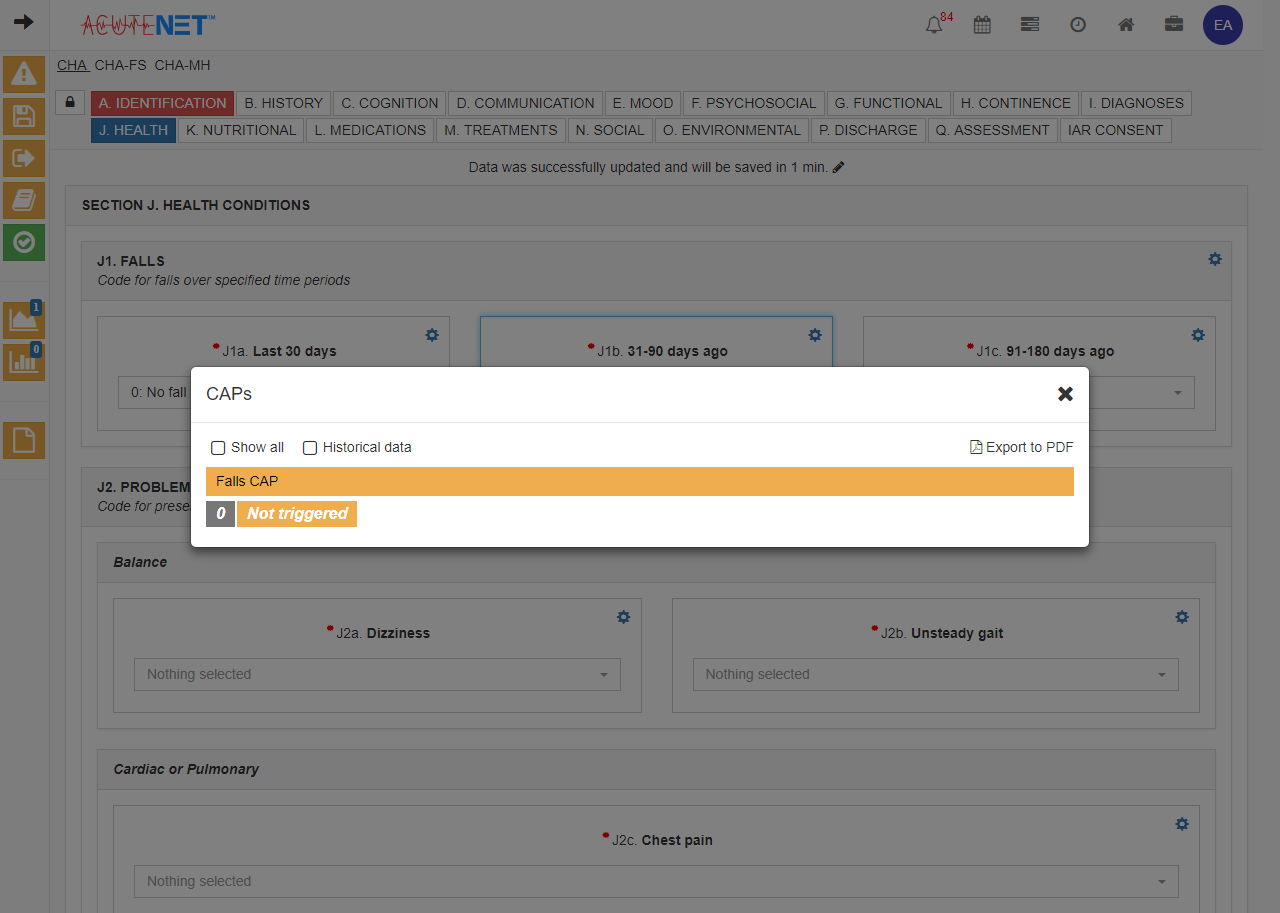 ACUTENET™
84
EA
CHA CHA-FS CHA-MH
A. IDENTIFICATION B. HISTORY C. COGNITION D. COMMUNICATION E. MOOD F. PSYCHOSOCIAL G. FUNCTIONAL H. CONTINENCE I. DIAGNOSES
J. HEALTH K. NUTRITIONAL L. MEDICATIONS M. TREATMENTS N. SOCIAL O. ENVIRONMENTAL P. DISCHARGE Q. ASSESSMENT IAR CONSENT
Data was successfully updated and will be saved in 1 min.
SECTION J. HEALTH CONDITIONS
J1. FALLS
Code for falls over specified time periods
1
0
J1a. Last 30 days
J1b. 31-90 days ago
J1c. 91-180 days ago
0: No fall
CAPs
Show all Historical data Export to PDF
Falls CAP
0 Not triggered
J2. PROBLEM
Code for prese
Balance
J2a. Dizziness
J2b. Unsteady gait
Nothing selected
Nothing selected
Cardiac or Pulmonary
J2c. Chest pain
Nothing selected